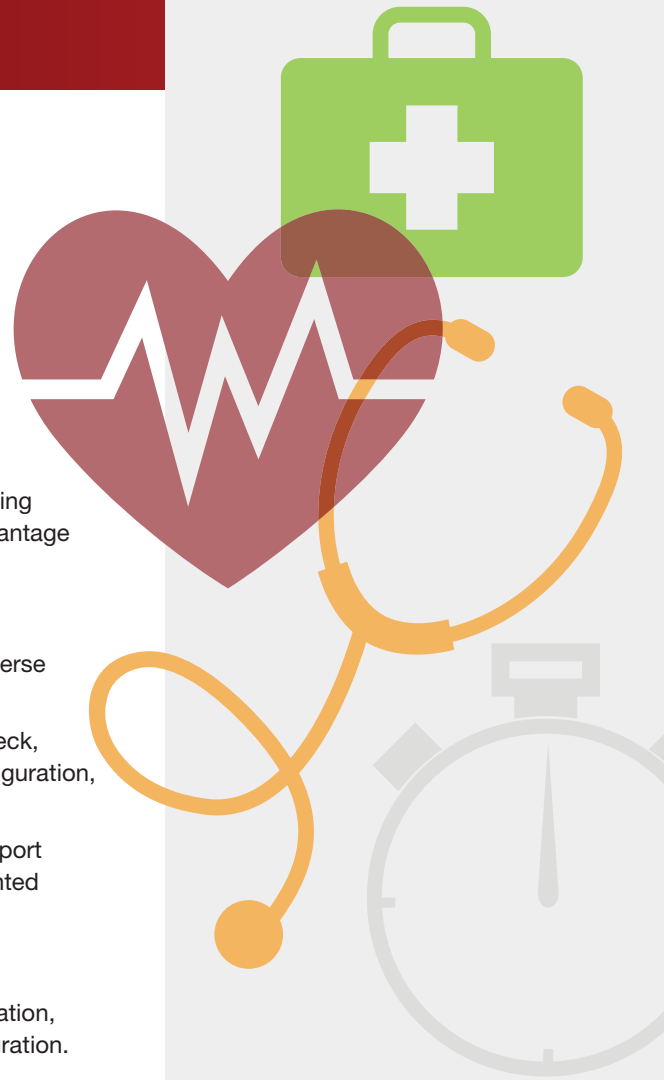 ing
antage
erse
eck,
guration,
port
nted
ation,
ration.